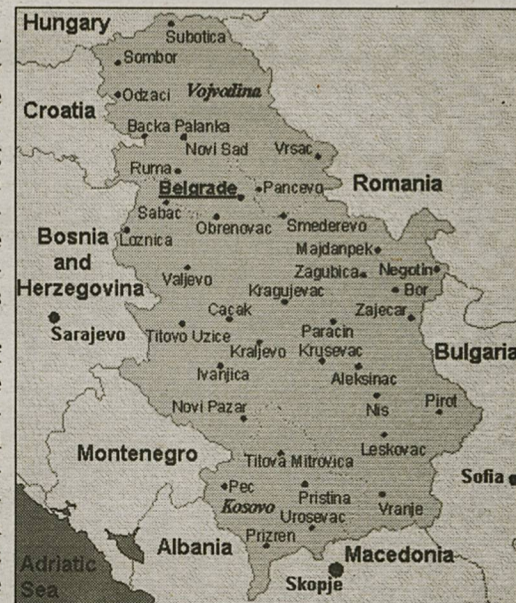 Hungary
Subotica
Sombor
Odzaci
Vojvodina
Croatia
Backa Palanka
Novi Sad
Vrsac
Ruma
Belgrade
Pancevo
Romania
Sabac
Obrenovac
Smederevo
Loznica
Bosnia
and
Herzegovina
Majdanpek
Zagubica
Negotin
Valjevo
Bor
Kragujevac
Cacak
Zajecar
Sarajevo
Titovo Uzice
Paracin
Kraljevo
Krusevac
Bulgaria
Ivanjica
Aleksinac
Novi Pazar
Nis
Pirot
Leskovac
Montenegro
Titova Mitrovica
Sofia
Pec
Pristina
Kosovo
Vranje
Urosevac
Prizren
Albania
Macedonia
Adriatic
Sea
Skopje